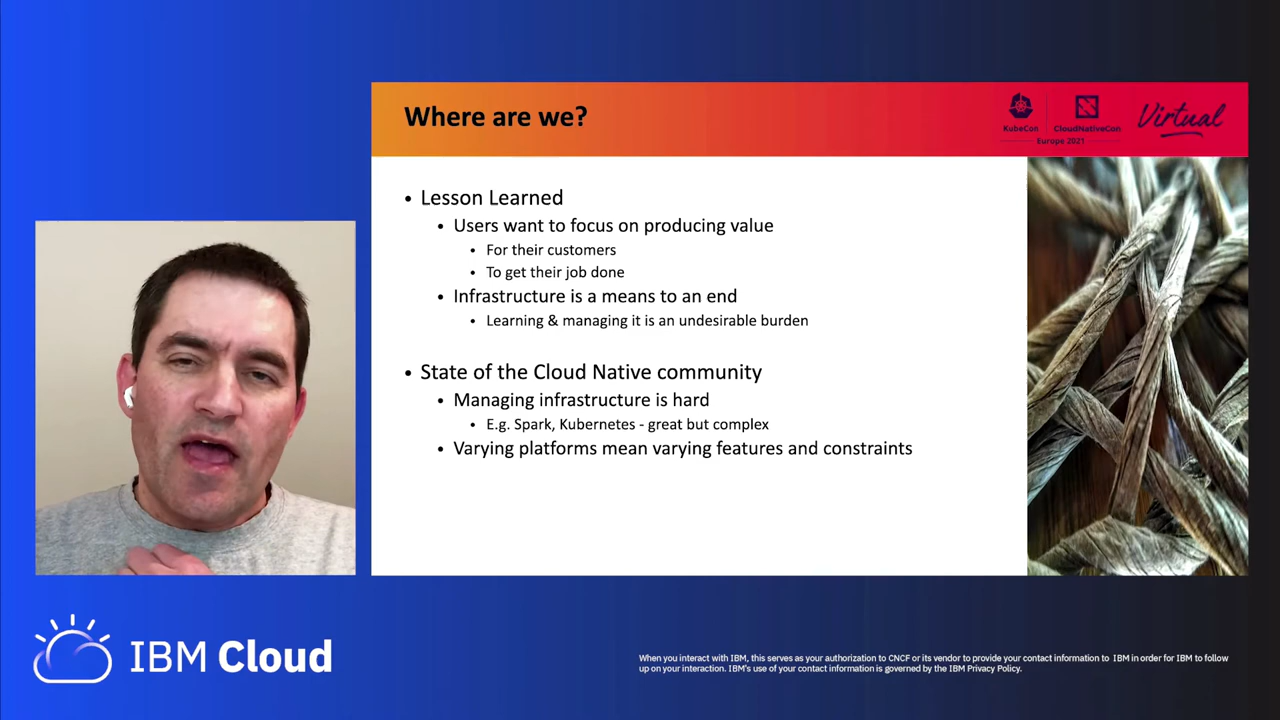 Where are we?
KubeCon
CloudNativeCon
Europe 2021
Virtual
• Lesson Learned
• Users want to focus on producing value
• For their customers
• To get their job done
• Infrastructure is a means to an end
• Learning & managing it is an undesirable burden
• State of the Cloud Native community
• Managing infrastructure is hard
• E.g. Spark, Kubernetes - great but complex
• Varying platforms mean varying features and constraints
IBM Cloud
When you interact with IBM, this serves as your authorization to CNCF or its vendor to provide your contact information to IBM in order for IBM to follow
up on your interaction. IBM's use of your contact information is governed by the IBM Privacy Policy.